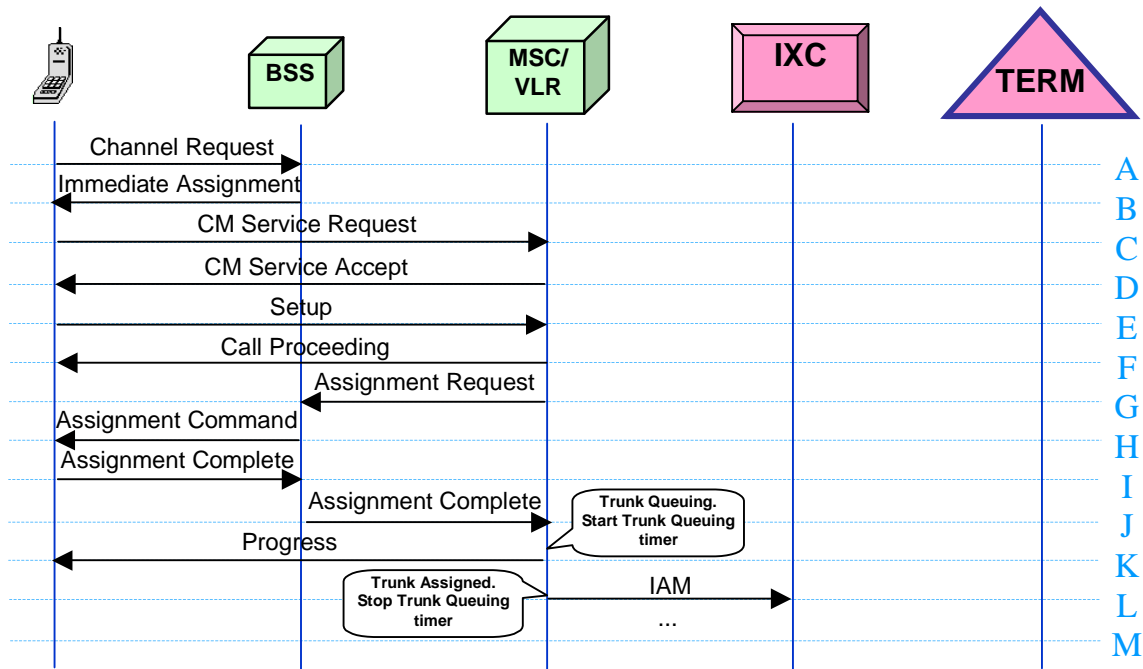 BSS
MSC/
VLR
IXC
TERM
Channel Request
A
Immediate Assignment
B
CM Service Request
C
CM Service Accept
D
Setup
E
Call Proceeding
F
Assignment Request
G
Assignment Command
H
Assignment Complete
I
Assignment Complete
Trunk Queuing.
Start Trunk Queuing
timer
J
Progress
K
Trunk Assigned.
Stop Trunk Queuing
timer
IAM
L
...
M